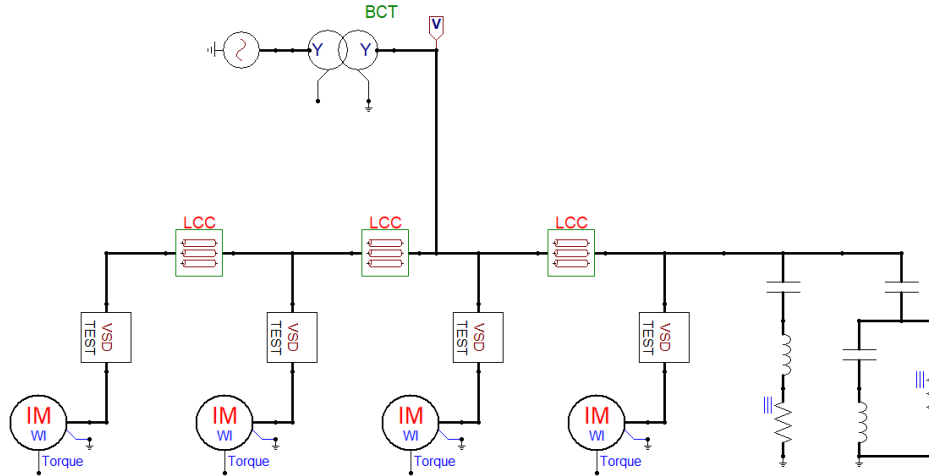 BCT
V
Y Y
LCC LCC LCC
VSD TEST VSD TEST VSD TEST VSD TEST
IM IM IM IM
WI WI WI WI
Torque Torque Torque Torque